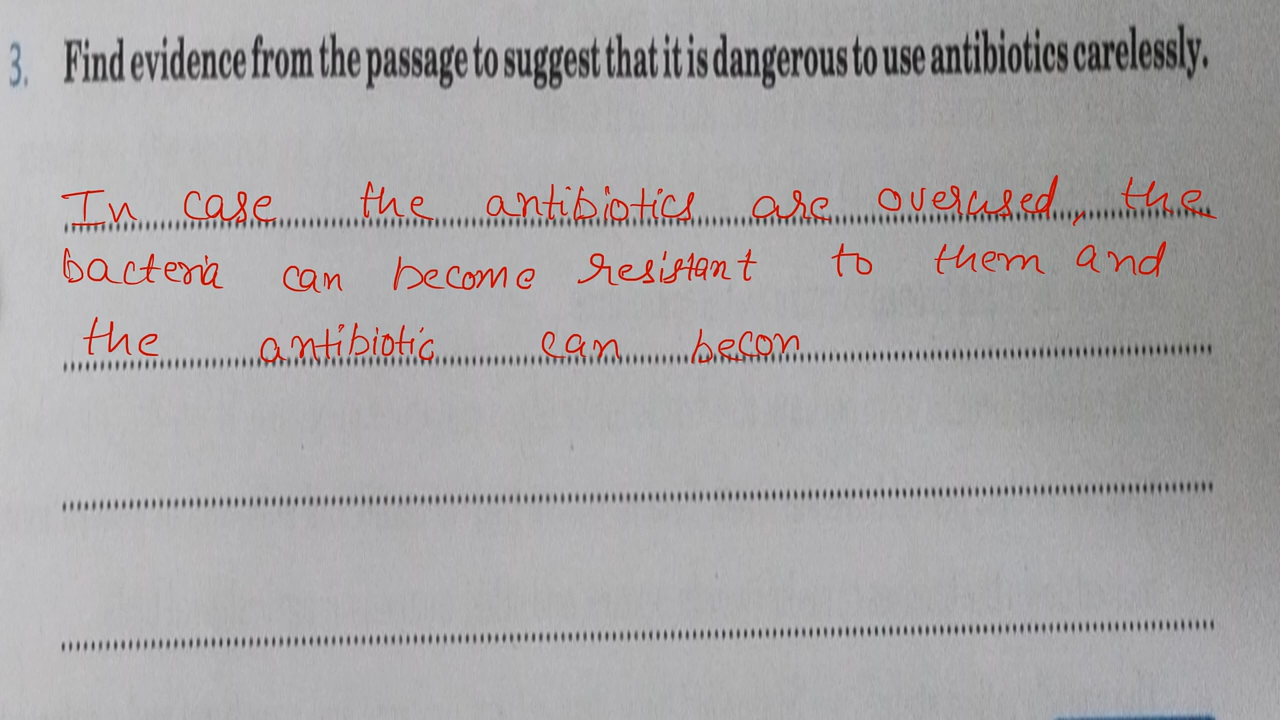 3. Find evidence from the passage to suggest that it is dangerous to use antibiotics carelessly.
In case the antibiotics are overused, the
bacteria can become resistant to them and
the antibiotic can becom